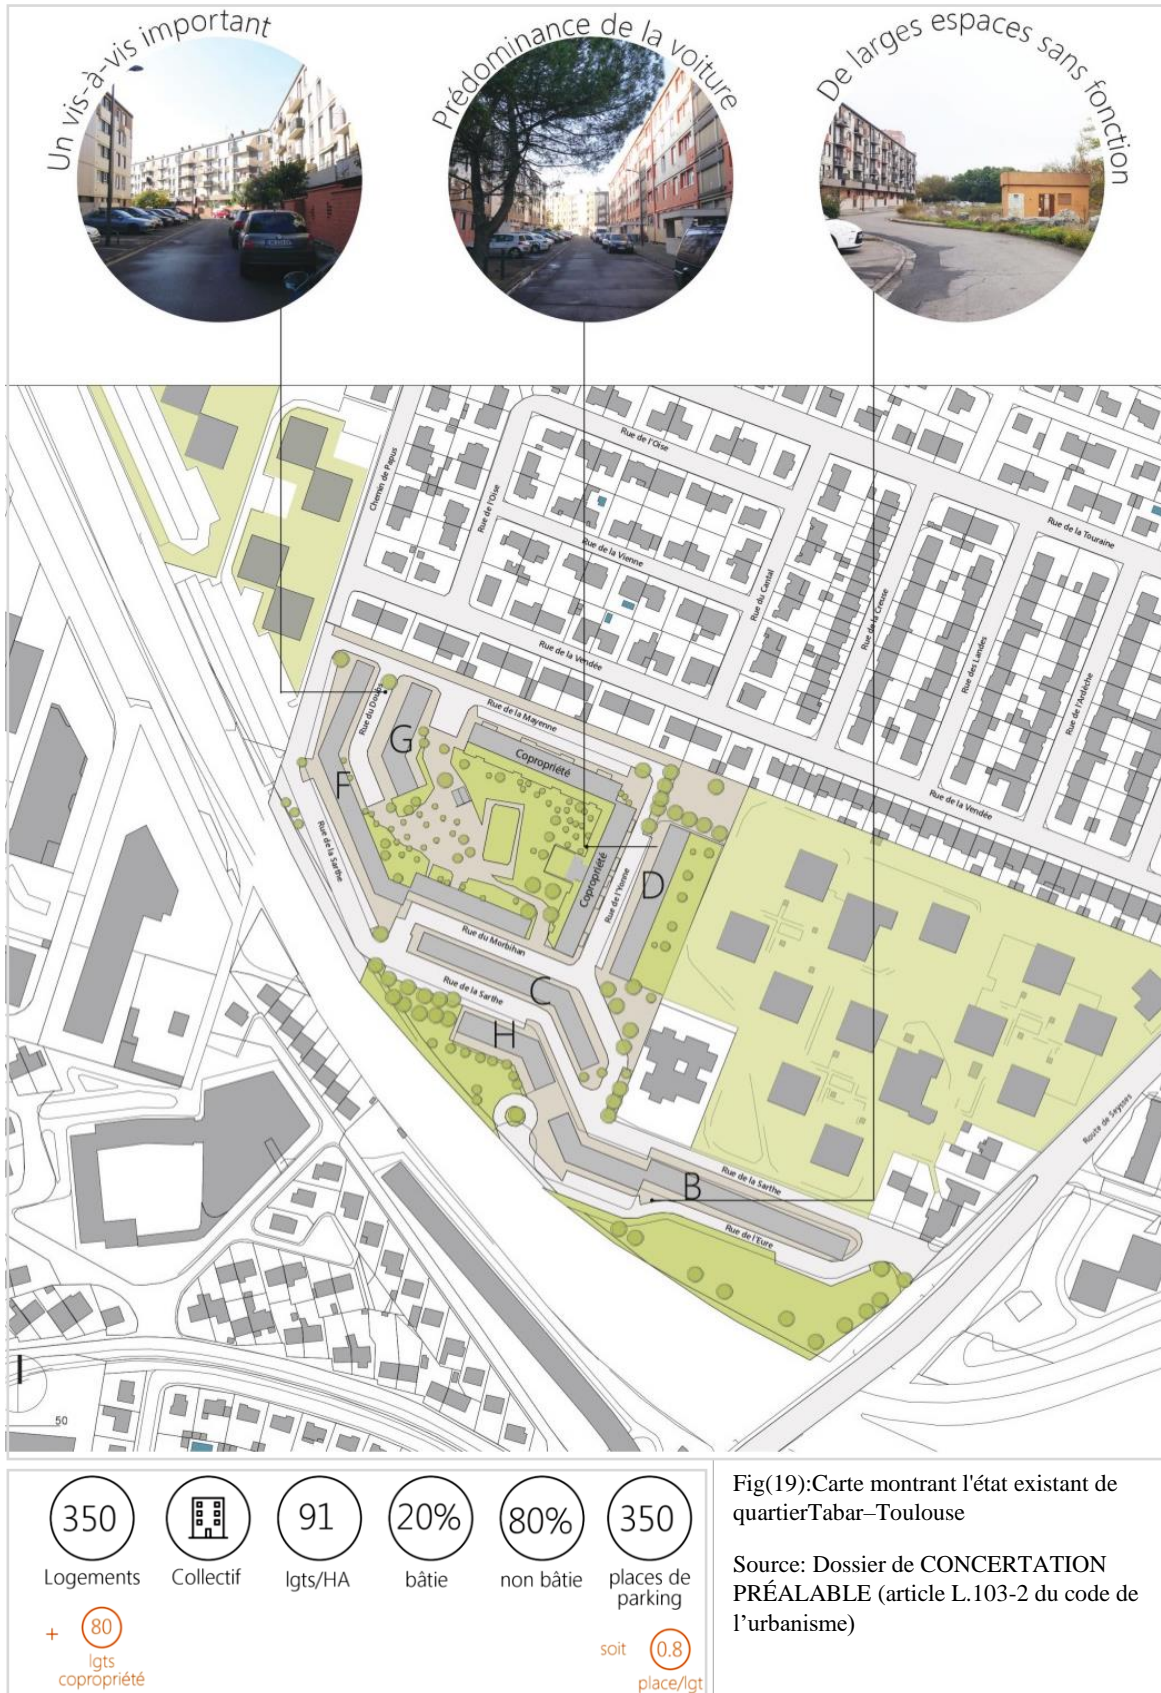 Un vis-à-vis important
Prédominance de la voiture
De larges espaces sans fonction
Rue de l'Oise
Chemin de Papus
Rue de l'Oise
Rue de la Touraine
Rue de la Vienne
Rue du Cantal
Rue de la Creuse
Rue des Landes
Rue de l'Ardèche
Rue de la Vendée
Rue du Doubs
Rue de la Mayenne
G
Copropriété
F
Rue de la Vendée
Rue de la Sarthe
Copropriété
D
Rue de l'Yonne
Rue du Morbihan
Rue de la Sarthe
C
H
Route de Seysses
Rue de la Sarthe
B
Rue de l'Eure
50
350
Logements
+ 80
lgts
copropriété
Collectif
91
lgts/HA
20%
bâtie
80%
non bâtie
350
places de
parking
soit 0.8
place/lgt
Fig(19):Carte montrant l'état existant de
quartierTabar–Toulouse
Source: Dossier de CONCERTATION
PRÉALABLE (article L.103-2 du code de
l’urbanisme)